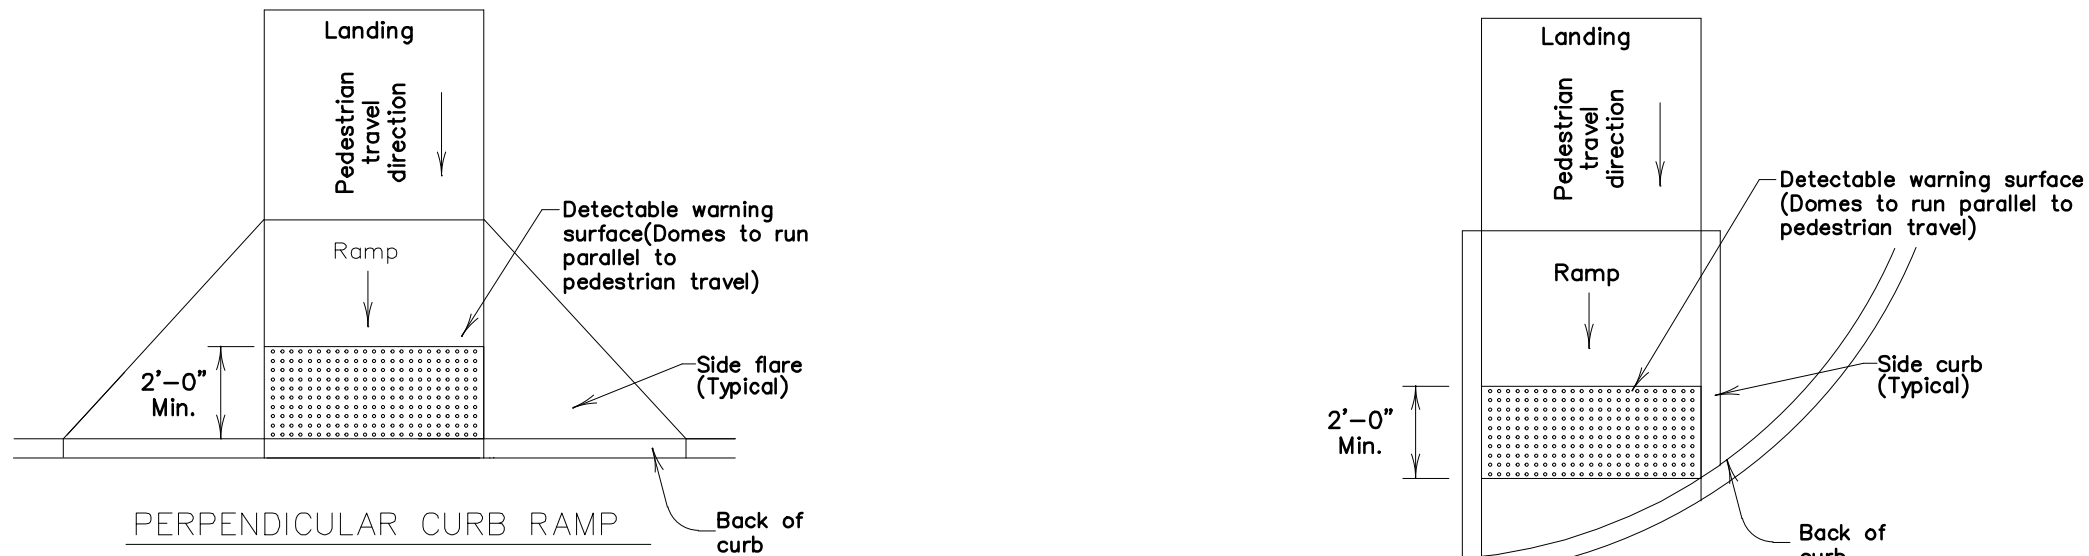 Landing
Pedestrian
travel
direction
Detectable warning
surface(Domes to run
parallel to
pedestrian travel)
Ramp
Side flare
(Typical)
2'-0"
Min.
PERPENDICULAR CURB RAMP
Back of
curb
Landing
Pedestrian
travel
direction
Detectable warning surface
(Domes to run parallel to
pedestrian travel)
Ramp
Side curb
(Typical)
2'-0"
Min.
Back of
curb